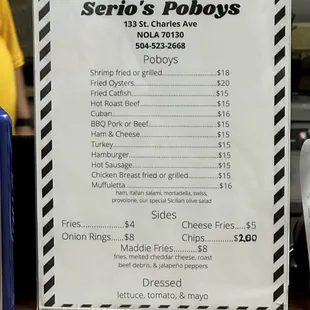 Serio's Poboys
133 St. Charles Ave
NOLA 70130
504-523-2668
Poboys
Shrimp fried or grilled..........................$18
Fried Oysters..........................$20
Fried Catfish..........................$15
Hot Roast Beef..........................$15
Cuban..........................$16
BBQ Pork or Beef..........................$15
Ham & Cheese..........................$15
Turkey..........................$15
Hamburger..........................$15
Hot Sausage..........................$15
Chicken Breast fried or grilled..........................$15
Muffuletta..........................$16
ham, italian salami, mortadella, swiss,
provolone, our special Sicilian olive salad
Sides
Fries....................$4 Cheese Fries.....$5
Onion Rings......$8 Chips..............$2.00
Maddie Fries.............$8
fries, melted cheddar cheese, roast
beef debris, & jalapeño peppers
Dressed
lettuce, tomato, & mayo